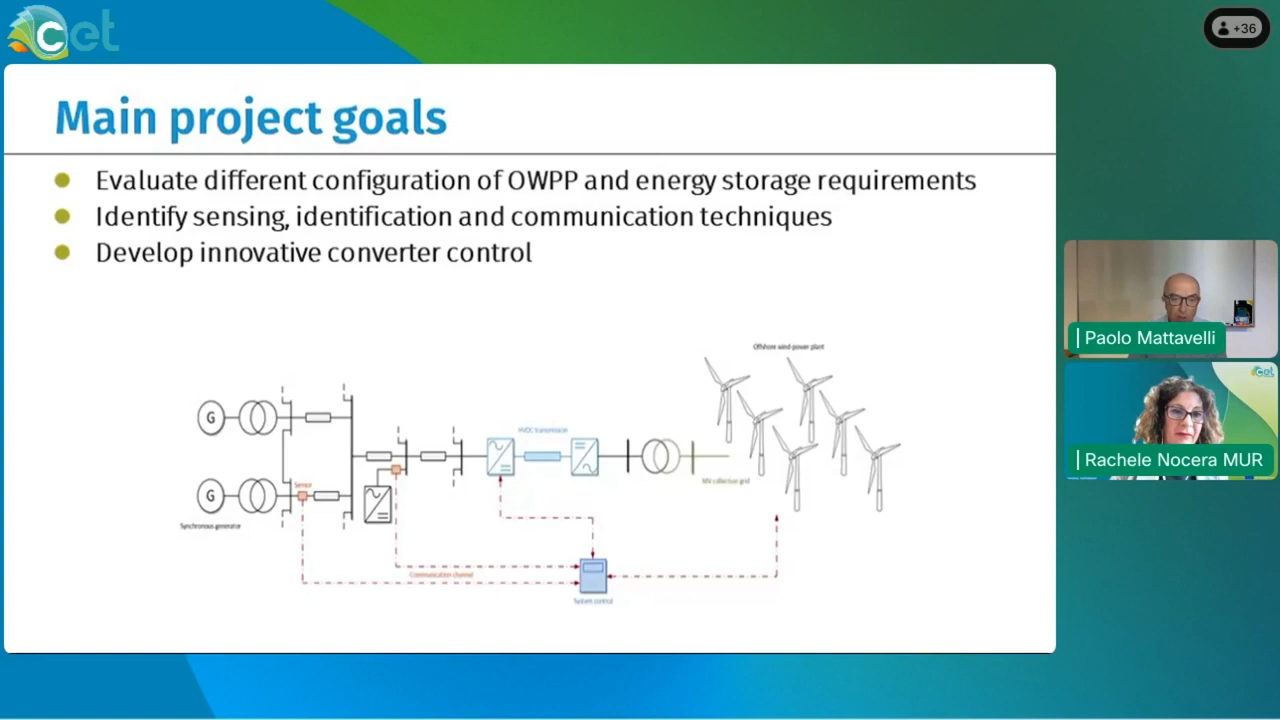 cet
+36
Main project goals
Evaluate different configuration of OWPP and energy storage requirements
Identify sensing, identification and communication techniques
Develop innovative converter control
Offshore wind-power plant
G
HVDC transmission
MV collection grid
Sensor
G
Synchronous generator
Communication channel
System control
Paolo Mattavelli
cet
Rachele Nocera MUR